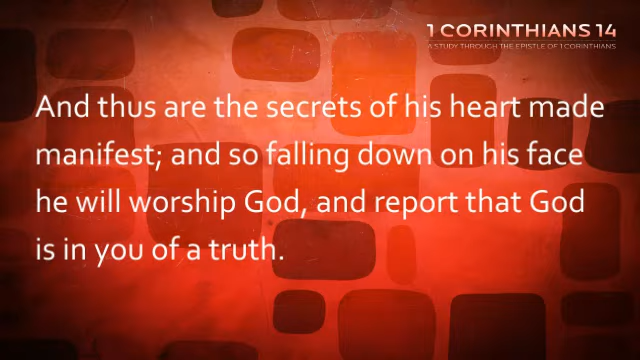 1 CORINTHIANS 14
A STUDY THROUGH THE EPISTLE OF 1 CORINTHIANS
And thus are the secrets of his heart made
manifest; and so falling down on his face
he will worship God, and report that God
is in you of a truth.